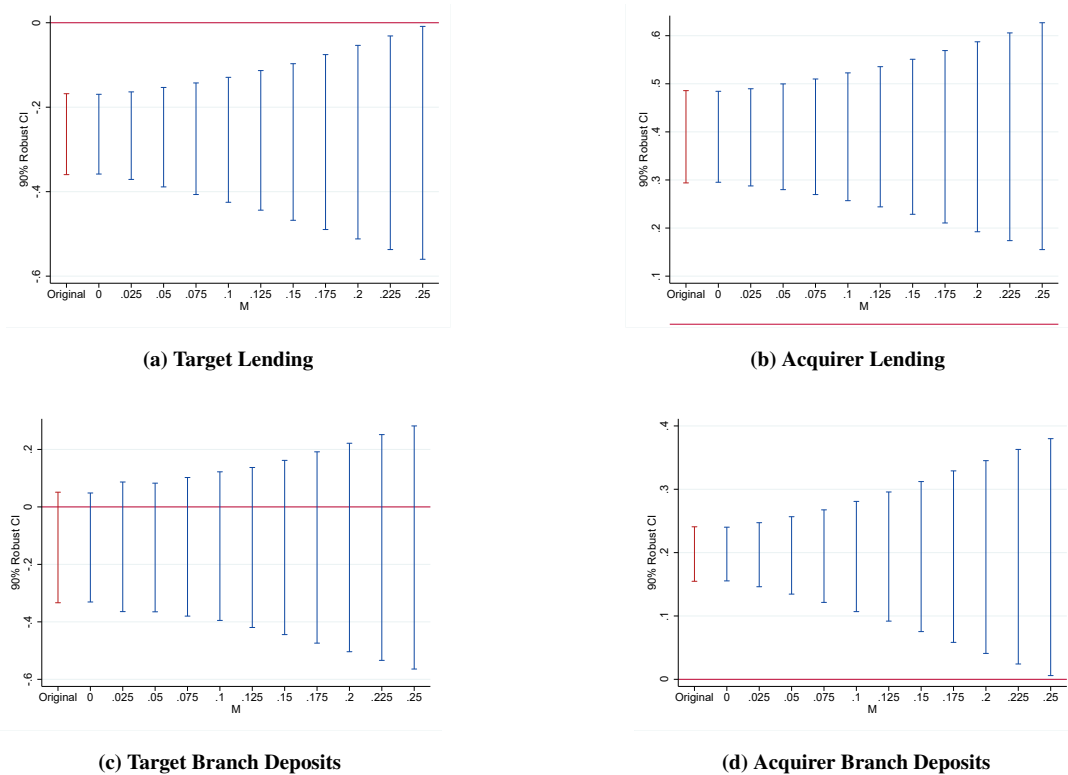 0
-.2
-.4
-.6
90% Robust CI
Original 0 .025 .05 .075 .1 .125 .15 .175 .2 .225 .25
M
(a) Target Lending
.6
.5
.4
.3
.2
.1
90% Robust CI
Original 0 .025 .05 .075 .1 .125 .15 .175 .2 .225 .25
M
(b) Acquirer Lending
.2
0
-.2
-.4
-.6
90% Robust CI
Original 0 .025 .05 .075 .1 .125 .15 .175 .2 .225 .25
M
(c) Target Branch Deposits
.4
.3
.2
.1
0
90% Robust CI
Original 0 .025 .05 .075 .1 .125 .15 .175 .2 .225 .25
M
(d) Acquirer Branch Deposits